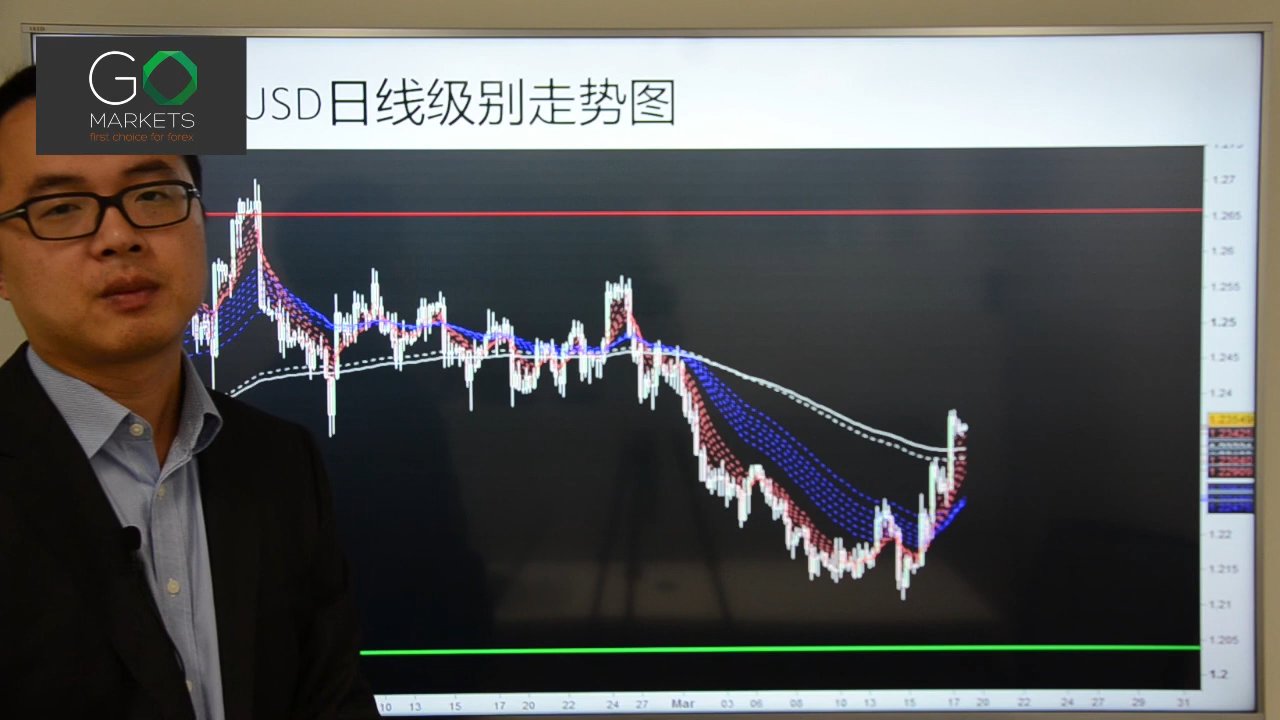 GO
MARKETS
first choice for forex
USD日线级别走势图
1.275
1.27
1.265
1.26
1.255
1.25
1.245
1.24
1.22
1.215
1.21
1.205
1.2
10 13 15 17 20 22 24 27 Mar 03 06 08 10 13 15 17 20 22 24 27 29 31